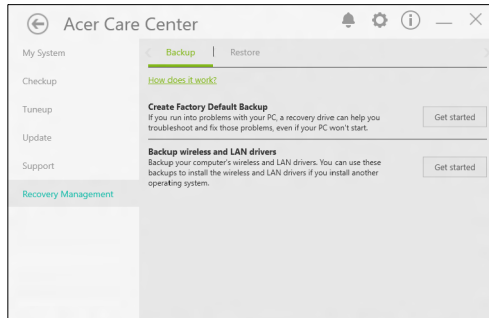 Acer Care Center
My System
Checkup
Tuneup
Update
Support
Recovery Management
Backup
Restore
How does it work?
Create Factory Default Backup
If you run into problems with your PC, a recovery drive can help you
troubleshoot and fix those problems, even if your PC won't start.
Get started
Backup wireless and LAN drivers
Backup your computer's wireless and LAN drivers. You can use these
backups to install the wireless and LAN drivers if you install another
operating system.
Get started